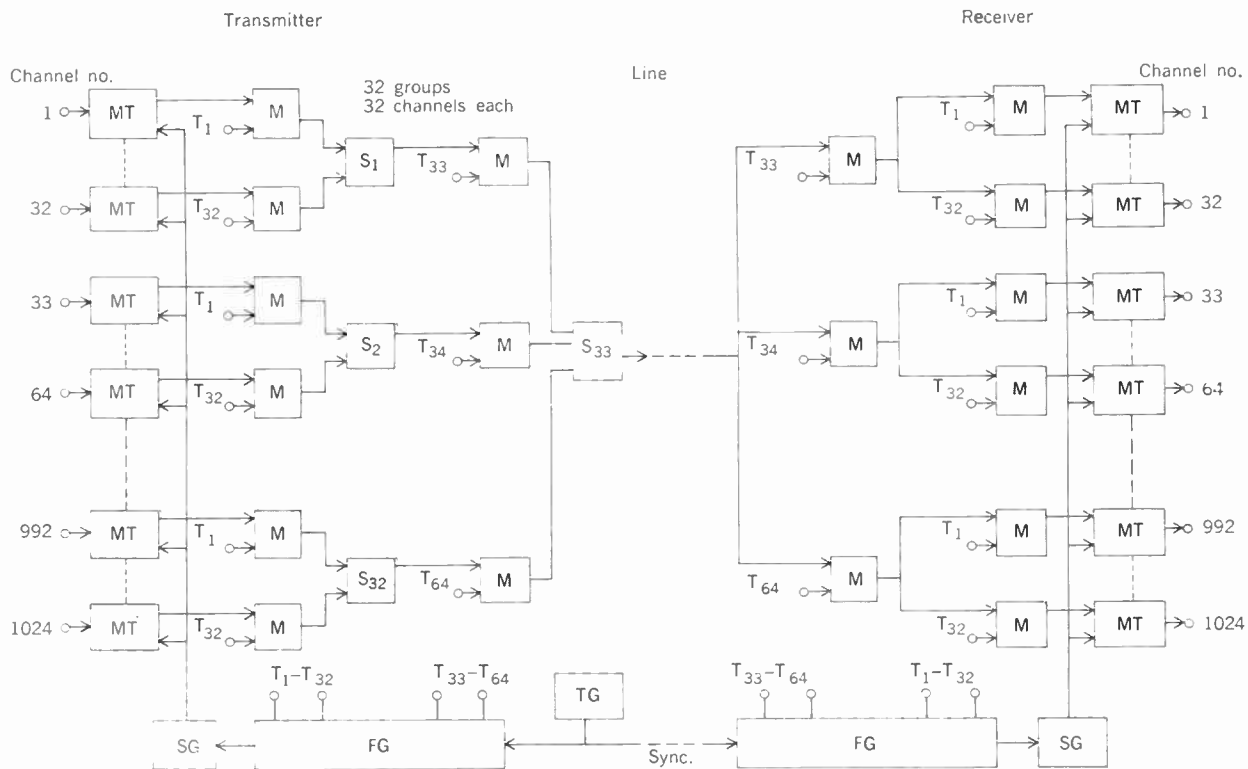 Transmitter
Receiver
Channel no.
32 groups
32 channels each
Line
Channel no.
1
MT
T1
M
S1
T33
M
T33
M
T1
M
MT
1
32
MT
T32
M
T32
M
MT
32
33
MT
T1
M
S2
T34
M
S33
T34
M
T1
M
MT
33
64
MT
T32
M
T32
M
MT
64
992
MT
T1
M
S32
T64
M
T64
M
T1
M
MT
992
1024
MT
T32
M
T32
M
MT
1024
T1–T32
T33–T64
TG
T33–T64
T1–T32
SG
FG
Sync.
FG
SG